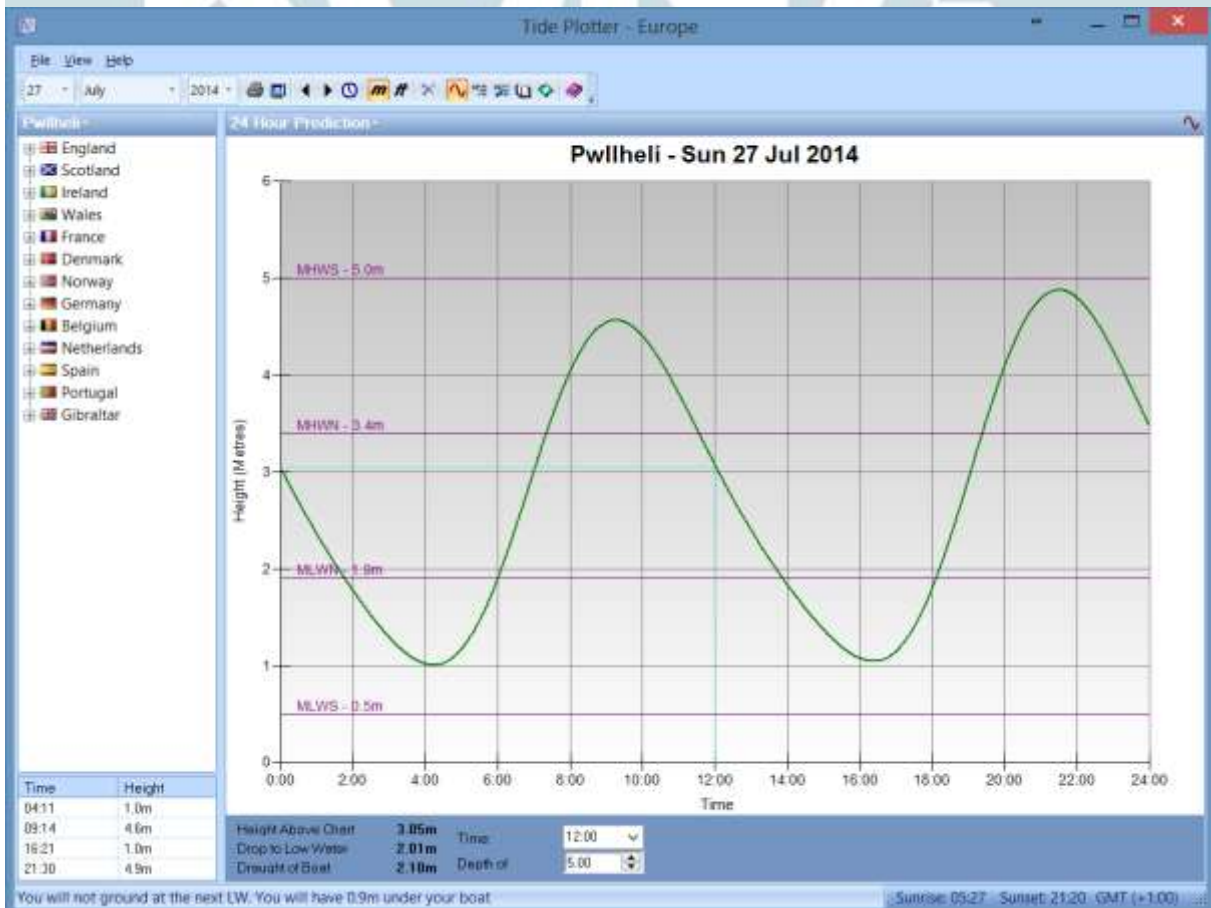 Tide Plotter - Europe
File View Help
27 July 2014
Pwllheli
24 Hour Prediction
England
Scotland
Ireland
Wales
France
Denmark
Norway
Germany
Belgium
Netherlands
Spain
Portugal
Gibraltar
Pwllheli - Sun 27 Jul 2014
Height (Metres)
6
5
4
3
2
1
0
MHWS - 5.0m
MHWN - 3.4m
MLWN - 1.9m
MLWS - 0.5m
0:00 2:00 4:00 6:00 8:00 10:00 12:00 14:00 16:00 18:00 20:00 22:00 24:00
Time
Time Height
04:11 1.0m
09:14 4.6m
16:21 1.0m
21:30 4.9m
Height Above Chart 3.05m Time: 12:00
Drop to Low Water 2.01m
Draught of Boat 2.10m Depth of 5.00
You will not ground at the next LW. You will have 0.9m under your boat
Sunrise: 05:27 Sunset: 21:20 GMT (+1:00)